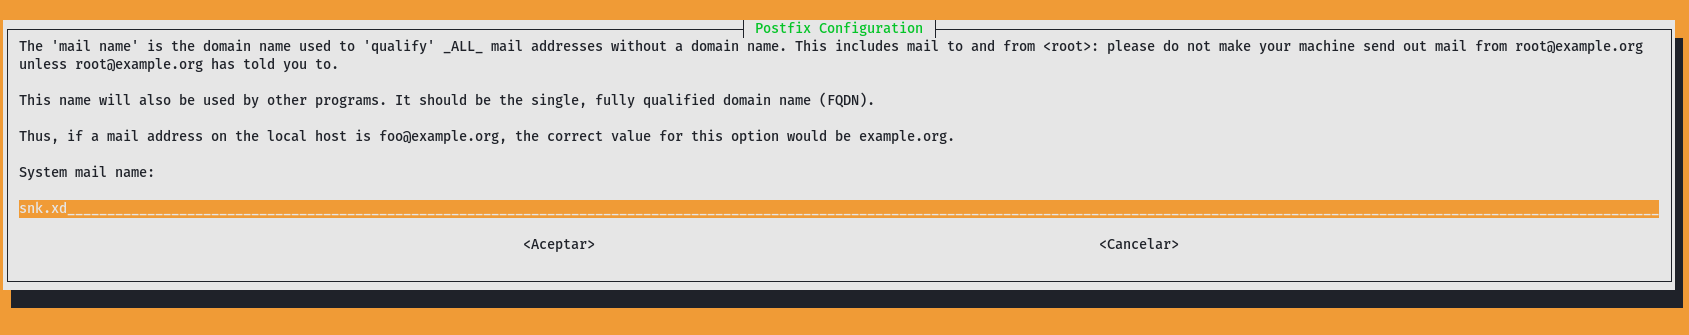 Postfix Configuration
The 'mail name' is the domain name used to 'qualify' _ALL_ mail addresses without a domain name. This includes mail to and from <root>: please do not make your machine send out mail from root@example.org
unless root@example.org has told you to.
This name will also be used by other programs. It should be the single, fully qualified domain name (FQDN).
Thus, if a mail address on the local host is foo@example.org, the correct value for this option would be example.org.
System mail name:
snk.xd
<Aceptar> <Cancelar>